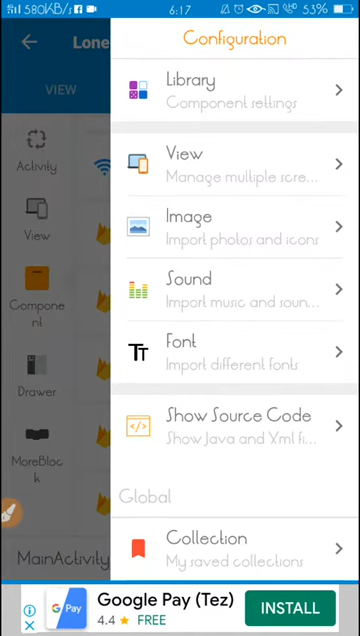 580KB/s 6:17 53%
Lone
Configuration
VIEW
Library
Component settings
Activity
View
Manage multiple scre...
View
Image
Import photos and icons
Compone
nt
Sound
Import music and soun...
Drawer
Font
Import different fonts
MoreBloc
k
Show Source Code
Show Java and Xml fi...
Global
MainActivity
Collection
My saved collections
Google Pay (Tez)
4.4 ★ FREE
INSTALL
G Pay